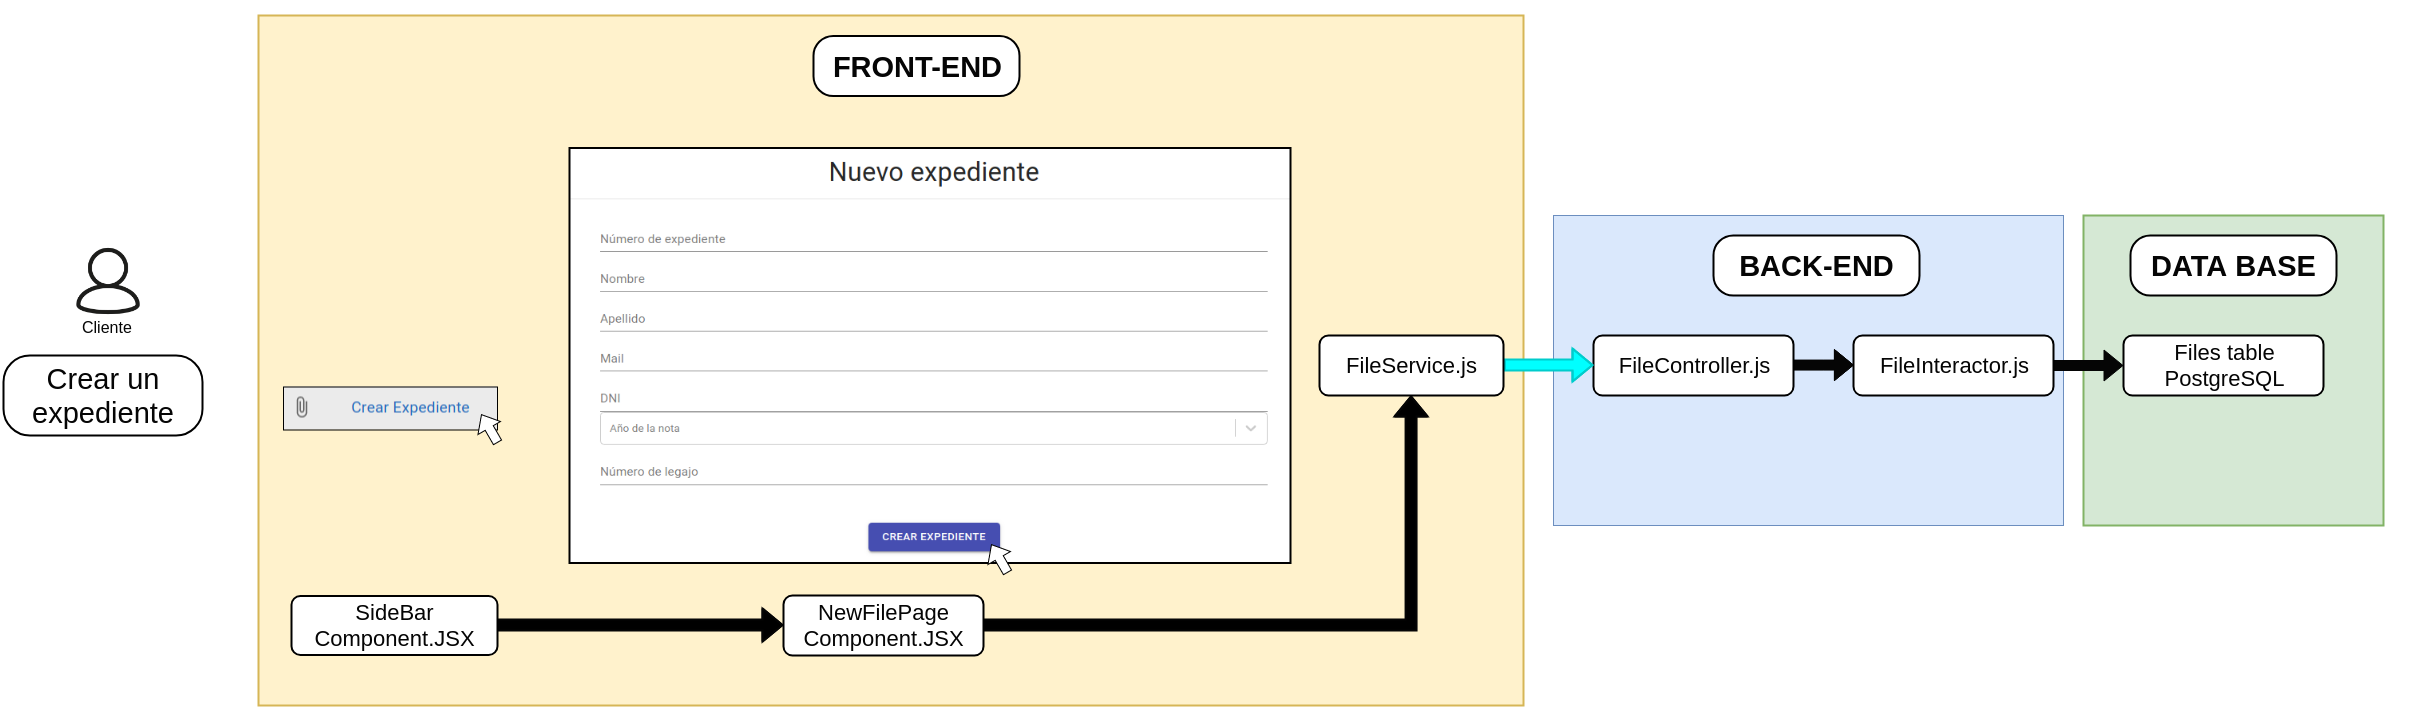 FRONT-END
Nuevo expediente
Número de expediente
Nombre
Apellido
Mail
DNI
Año de la nota
Número de legajo
CREAR EXPEDIENTE
Cliente
Crear un
expediente
Crear Expediente
SideBar
Component.JSX
NewFilePage
Component.JSX
FileService.js
BACK-END
FileController.js
FileInteractor.js
DATA BASE
Files table
PostgreSQL